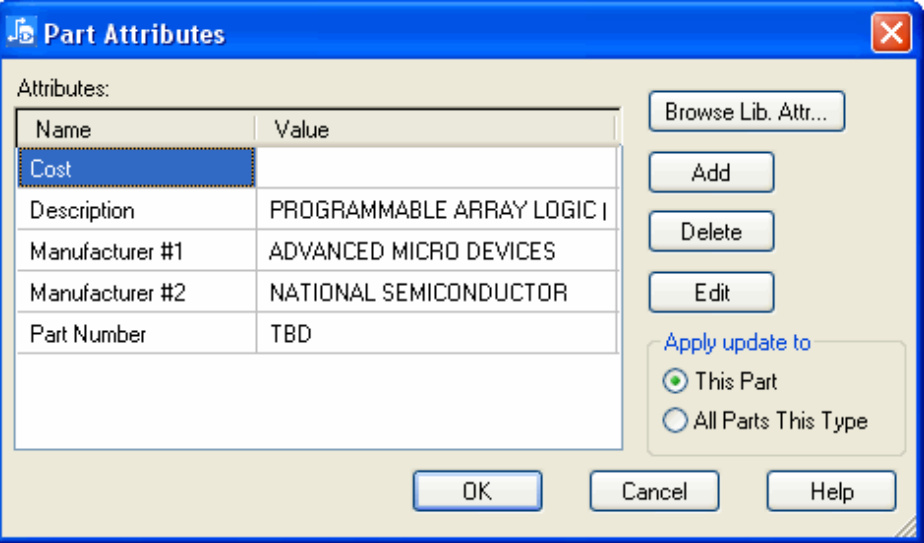 Part Attributes
Attributes:
Name Value
Cost
Description PROGRAMMABLE ARRAY LOGIC (
Manufacturer #1 ADVANCED MICRO DEVICES
Manufacturer #2 NATIONAL SEMICONDUCTOR
Part Number TBD
Browse Lib. Attr...
Add
Delete
Edit
Apply update to
This Part
All Parts This Type
OK Cancel Help